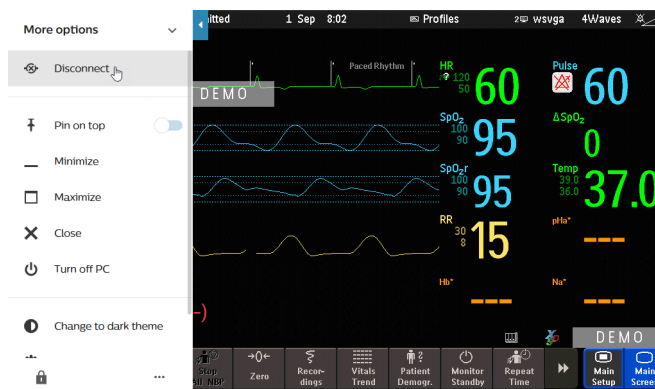 More options
Disconnect
Pin on top
Minimize
Maximize
Close
Turn off PC
Change to dark theme
...
itted 1 Sep 8:02 Profiles 2 wsvga 4Waves
Paced Rhythm
DEMO
HR
? 120
50
60
Pulse
60
SpO₂
100
90
95
ΔSpO₂
0
SpO₂r
100
90
95
Temp
39.0
36.0
37.0
RR
30
8
15
pHa*
---
Hb*
---
Na*
---
-)
DEMO
Stop
All NBP
→0←
Zero
Recor-
dings
Vitals
Trend
Patient
Demogr.
Monitor
Standby
Repeat
Time
Main
Setup
Main
Screen